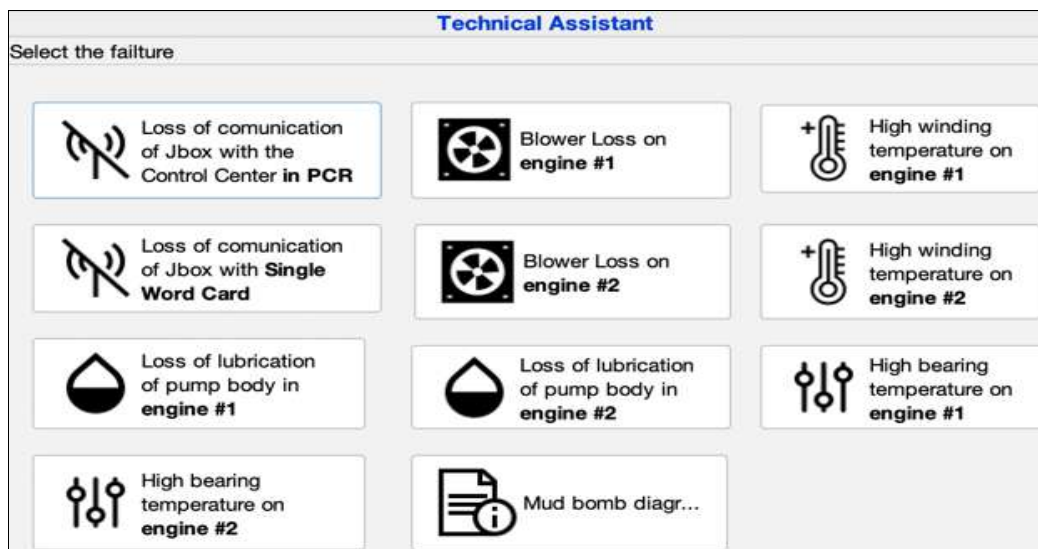 Technical Assistant
Select the failture
Loss of comunication
of Jbox with the
Control Center in PCR
Blower Loss on
engine #1
High winding
temperature on
engine #1
Loss of comunication
of Jbox with Single
Word Card
Blower Loss on
engine #2
High winding
temperature on
engine #2
Loss of lubrication
of pump body in
engine #1
Loss of lubrication
of pump body in
engine #2
High bearing
temperature on
engine #1
High bearing
temperature on
engine #2
Mud bomb diagr...